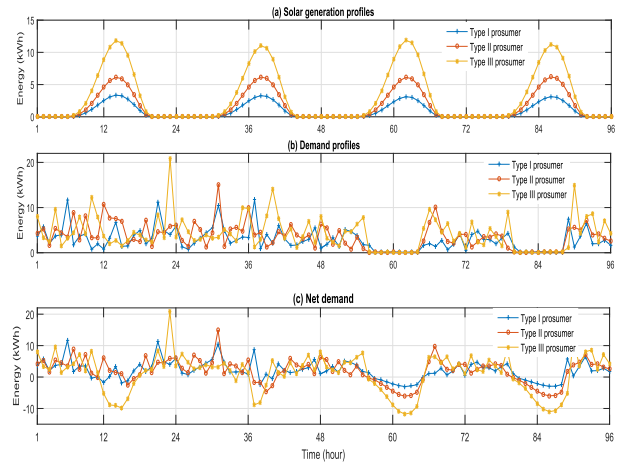 (a) Solar generation profiles
Energy (kWh)
15
10
5
0
Type I prosumer
Type II prosumer
Type III prosumer
1 12 24 36 48 60 72 84 96
(b) Demand profiles
Energy (kWh)
20
10
0
Type I prosumer
Type II prosumer
Type III prosumer
1 12 24 36 48 60 72 84 96
(c) Net demand
Energy (kWh)
20
10
0
-10
Type I prosumer
Type II prosumer
Type III prosumer
1 12 24 36 48 60 72 84 96
Time (hour)